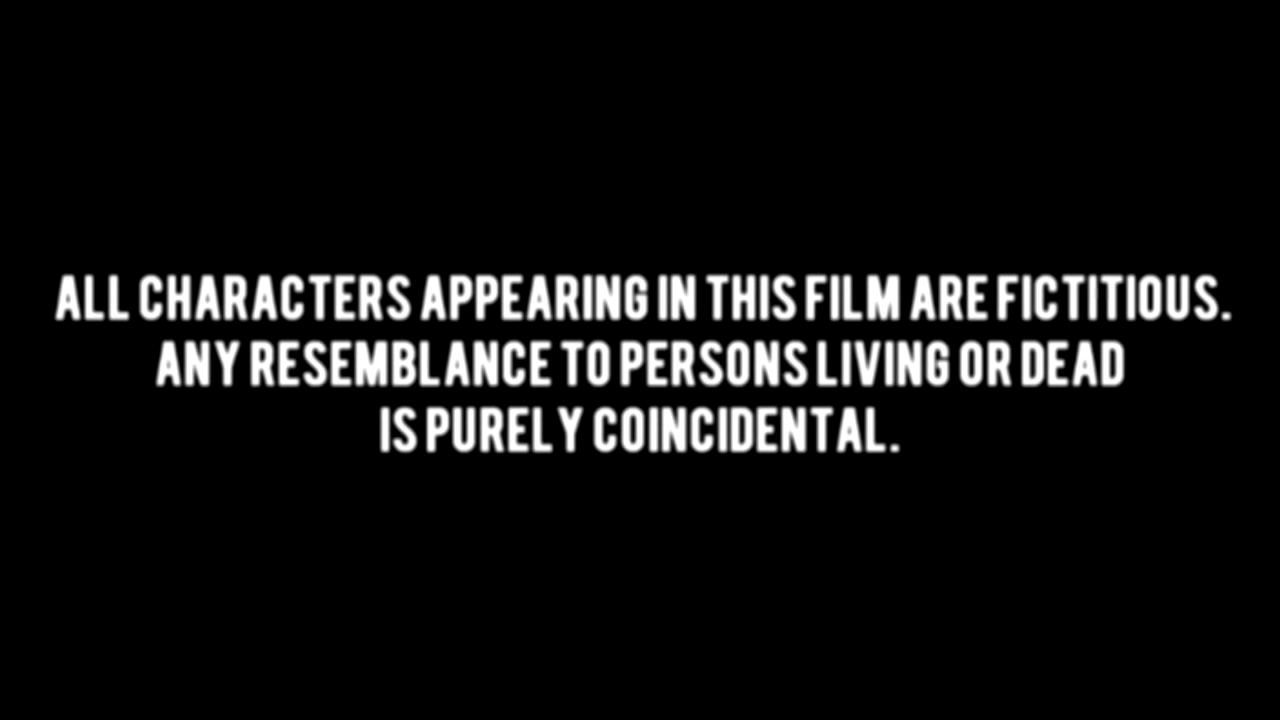 ALL CHARACTERS APPEARING IN THIS FILM ARE FICTITIOUS.
ANY RESEMBLANCE TO PERSONS LIVING OR DEAD
IS PURELY COINCIDENTAL.